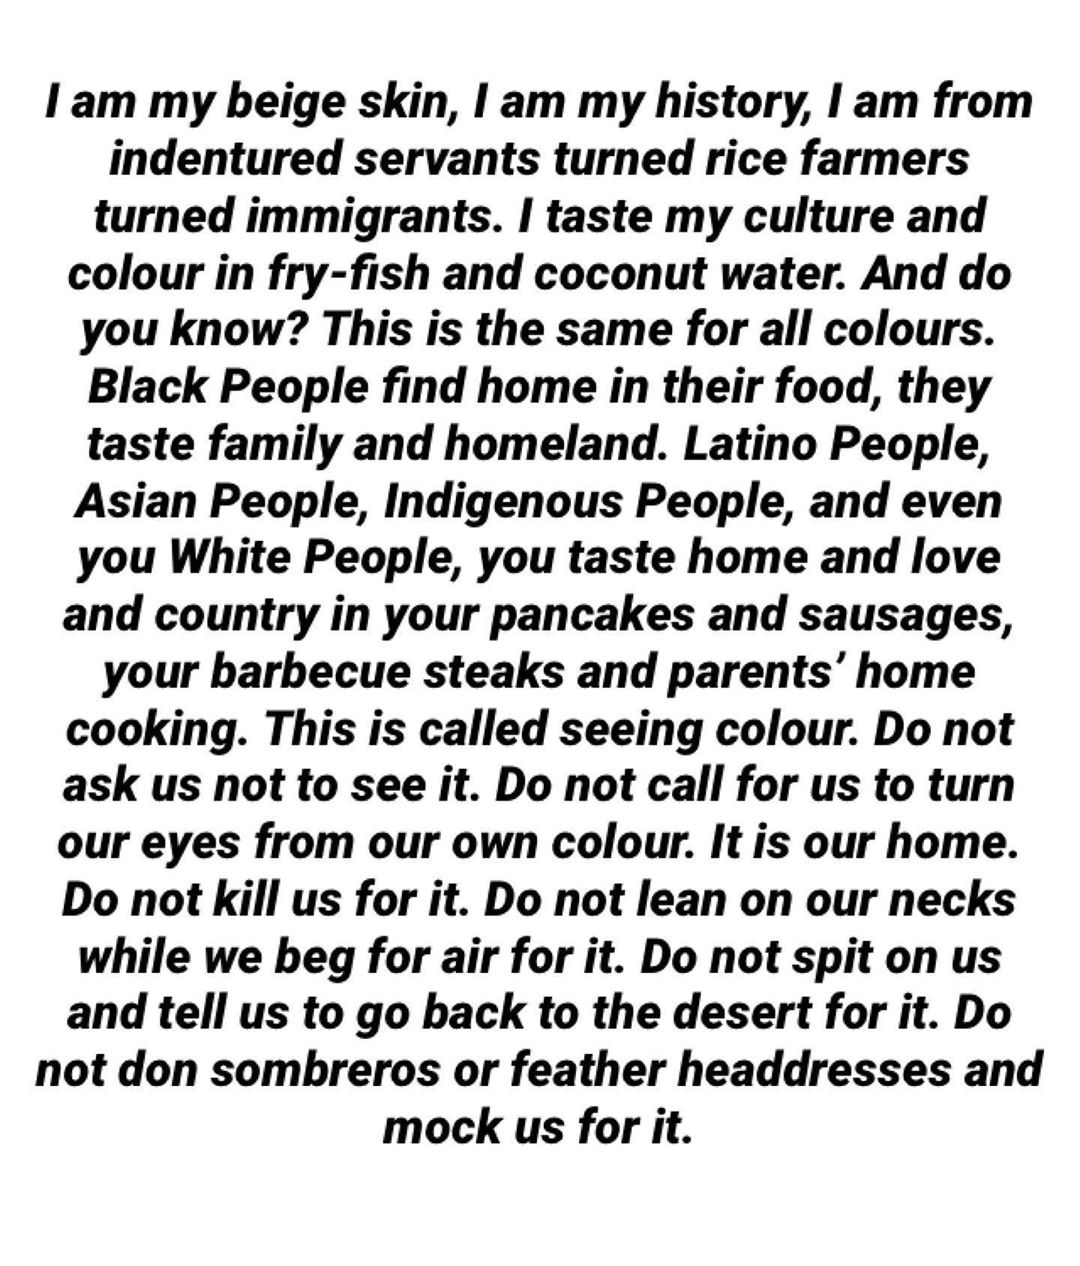 I am my beige skin, I am my history, I am from
indentured servants turned rice farmers
turned immigrants. I taste my culture and
colour in fry-fish and coconut water. And do
you know? This is the same for all colours.
Black People find home in their food, they
taste family and homeland. Latino People,
Asian People, Indigenous People, and even
you White People, you taste home and love
and country in your pancakes and sausages,
your barbecue steaks and parents’ home
cooking. This is called seeing colour. Do not
ask us not to see it. Do not call for us to turn
our eyes from our own colour. It is our home.
Do not kill us for it. Do not lean on our necks
while we beg for air for it. Do not spit on us
and tell us to go back to the desert for it. Do
not don sombreros or feather headdresses and
mock us for it.